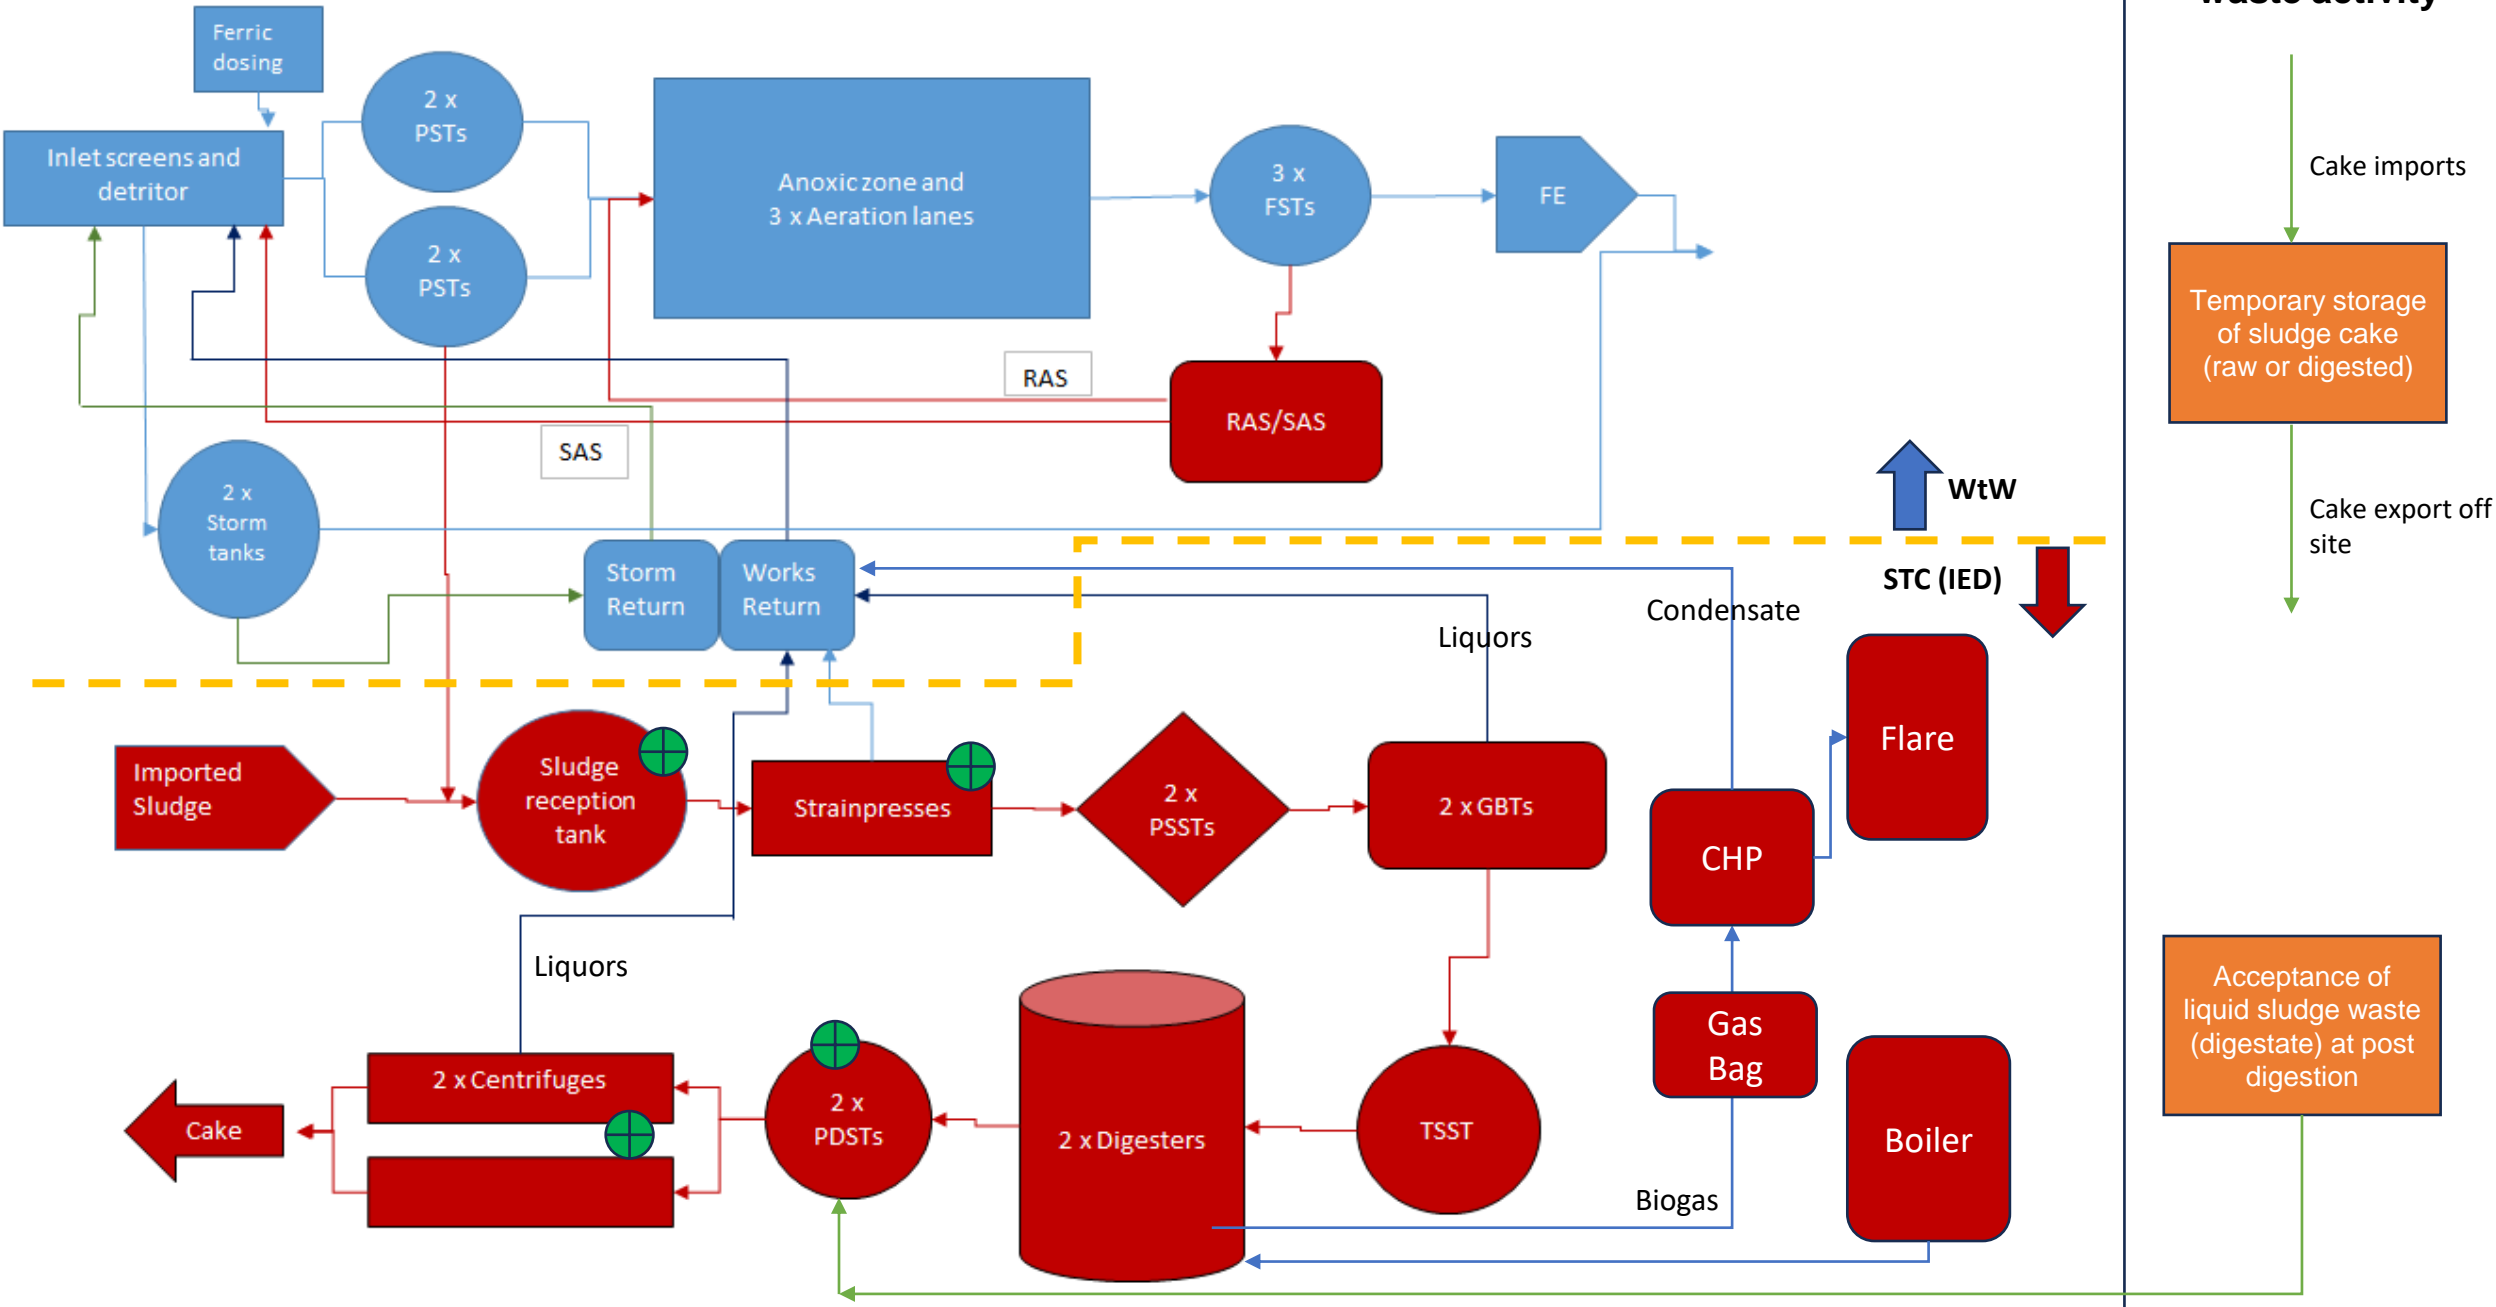 waste activity
Ferric
dosing
2 x
PSTs
Inlet screens and
detritor
Anoxic zone and
3 x Aeration lanes
3 x
FSTs
FE
Cake imports
2 x
PSTs
Temporary storage
of sludge cake
(raw or digested)
RAS
RAS/SAS
SAS
2 x
Storm
tanks
WtW
Cake export off
site
Storm
Return
Works
Return
STC (IED)
Condensate
Liquors
Flare
Imported
Sludge
Sludge
reception
tank
Strainpresses
2 x
PSSTs
2 x GBTs
CHP
Liquors
Gas
Bag
Acceptance of
liquid sludge waste
(digestate) at post
digestion
2 x Centrifuges
Cake
2 x
PDSTs
2 x Digesters
TSST
Boiler
Biogas